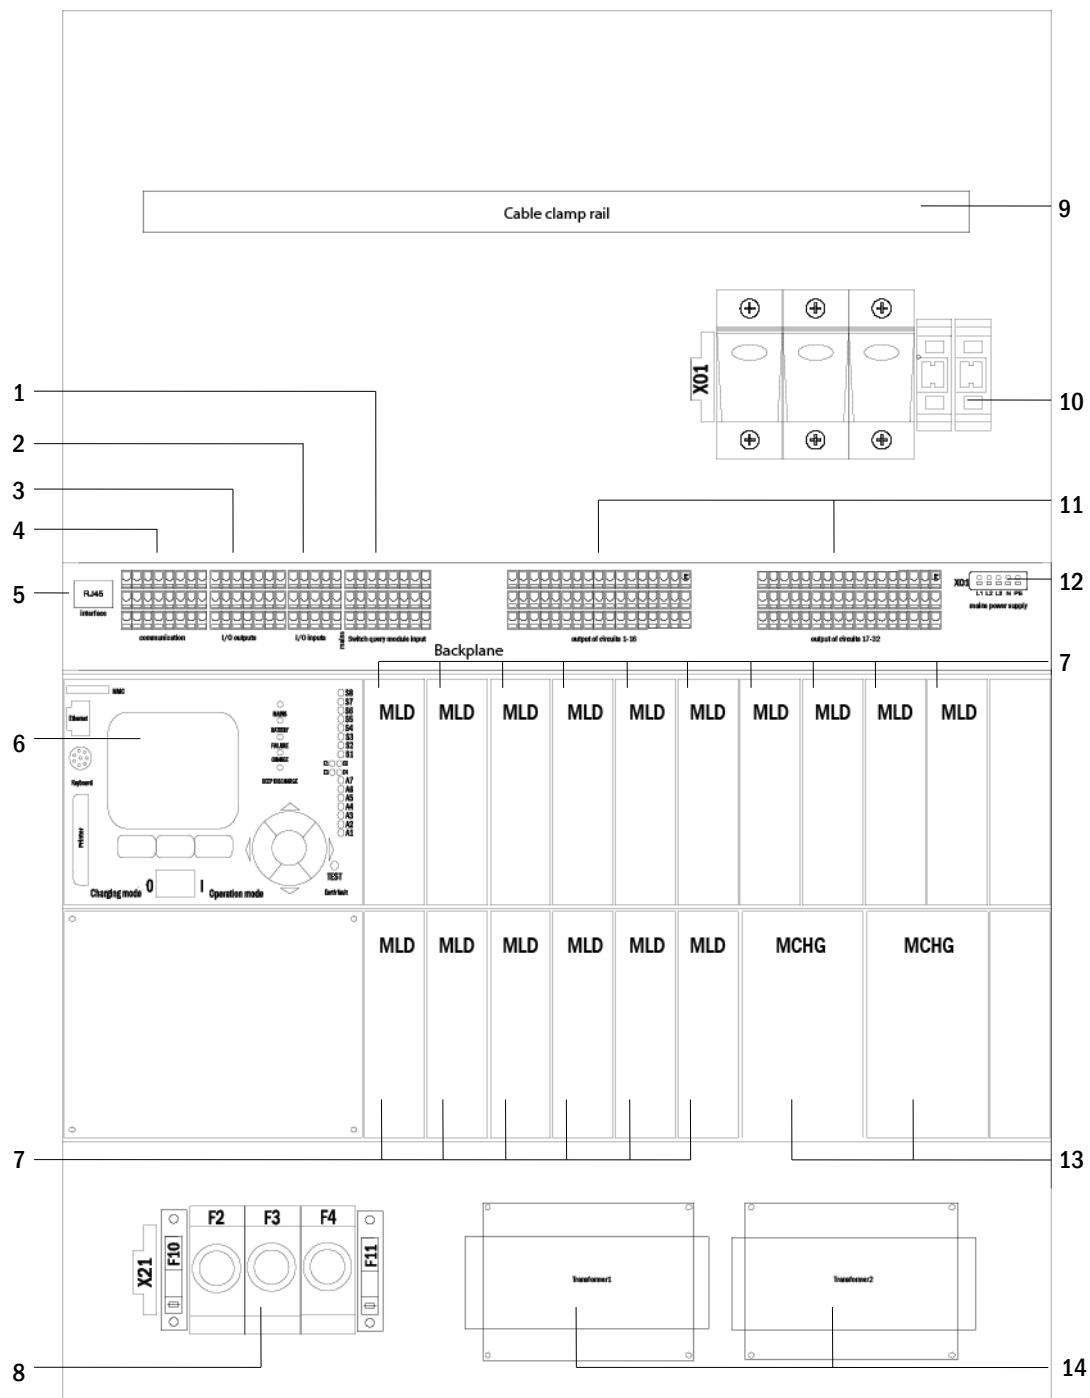 Cable clamp rail
9
X01
1
10
2
3
11
4
5
RJ45
interface
communication
I/O outputs
I/O inputs
mains
Switch query module input
output of circuits 1-16
output of circuits 17-32
X01
L1 L2 L3 N PE
mains power supply
12
Backplane
7
MMC
Ethernet
Keyboard
Printer
6
MAINS
BATTERY
FAILURE
CHARGE
DEEP DISCHARGE
S8
S7
S6
S5
S4
S3
S2
S1
A7
A6
A5
A4
A3
A2
A1
TEST
Earth fault
Charging mode
0
I
Operation mode
MLD MLD MLD MLD MLD MLD MLD MLD MLD MLD
MLD MLD MLD MLD MLD MLD MCHG MCHG
7
13
X21
F10
F2
F3
F4
F11
Transformer1
Transformer2
8
14